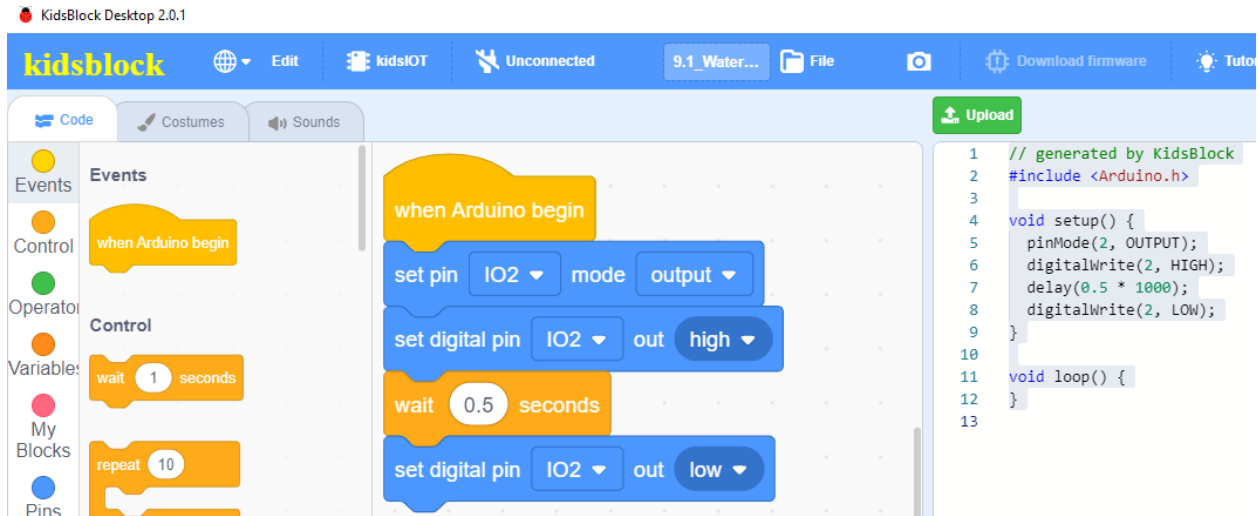 KidsBlock Desktop 2.0.1
kidsblock Edit kidsIOT Unconnected 9.1_Water... File Download firmware
Code Costumes Sounds
Upload
Events
Control
Operator
Variables
My
Blocks
Pins
Events
when Arduino begin
Control
wait 1 seconds
repeat 10
when Arduino begin
set pin IO2 mode output
set digital pin IO2 out high
wait 0.5 seconds
set digital pin IO2 out low
1 // generated by KidsBlock
2 #include <Arduino.h>
3
4 void setup() {
5 pinMode(2, OUTPUT);
6 digitalWrite(2, HIGH);
7 delay(0.5 * 1000);
8 digitalWrite(2, LOW);
9 }
10
11 void loop() {
12 }
13